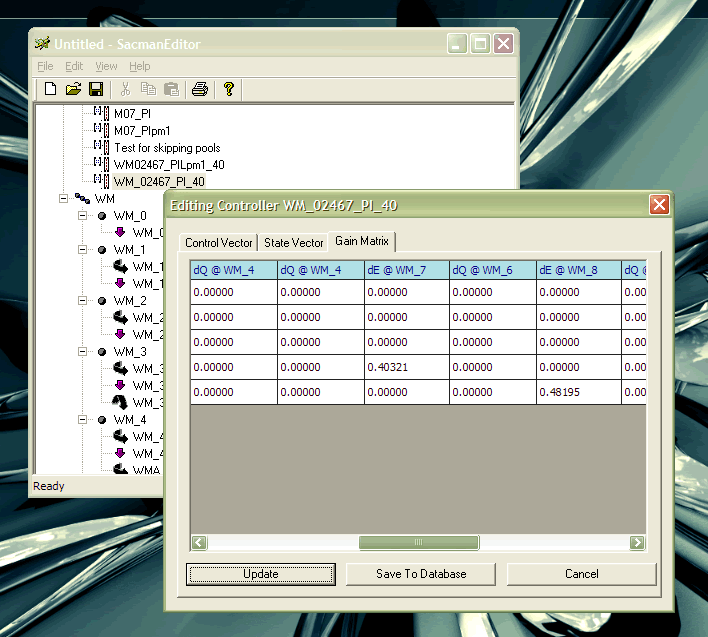 Untitled - SacmanEditor
File Edit View Help
M07_PI
M07_PIpm1
Test for skipping pools
WM02467_PILpm1_40
WM_02467_PI_40
WM
WM_0
WM_0
WM_1
WM_1
WM_1
WM_2
WM_2
WM_2
WM_3
WM_3
WM_3
WM_3
WM_4
WM_4
WM_4
WMA
Ready
Editing Controller WM_02467_PI_40
Control Vector State Vector Gain Matrix
dQ @ WM_4 dQ @ WM_4 dE @ WM_7 dQ @ WM_6 dE @ WM_8 dQ @
0.00000 0.00000 0.00000 0.00000 0.00000 0.00
0.00000 0.00000 0.00000 0.00000 0.00000 0.00
0.00000 0.00000 0.00000 0.00000 0.00000 0.00
0.00000 0.00000 0.40321 0.00000 0.00000 0.00
0.00000 0.00000 0.00000 0.00000 0.48195 0.00
Update Save To Database Cancel